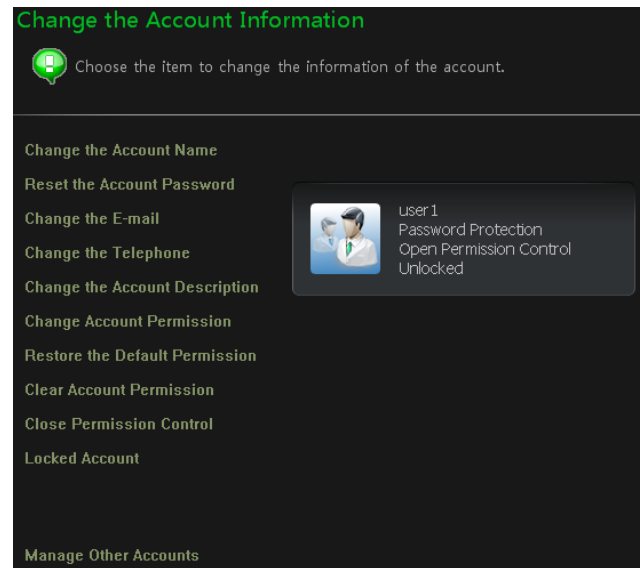 Change the Account Information
Choose the item to change the information of the account.
Change the Account Name
Reset the Account Password
Change the E-mail
Change the Telephone
Change the Account Description
Change Account Permission
Restore the Default Permission
Clear Account Permission
Close Permission Control
Locked Account
Manage Other Accounts
user1
Password Protection
Open Permission Control
Unlocked